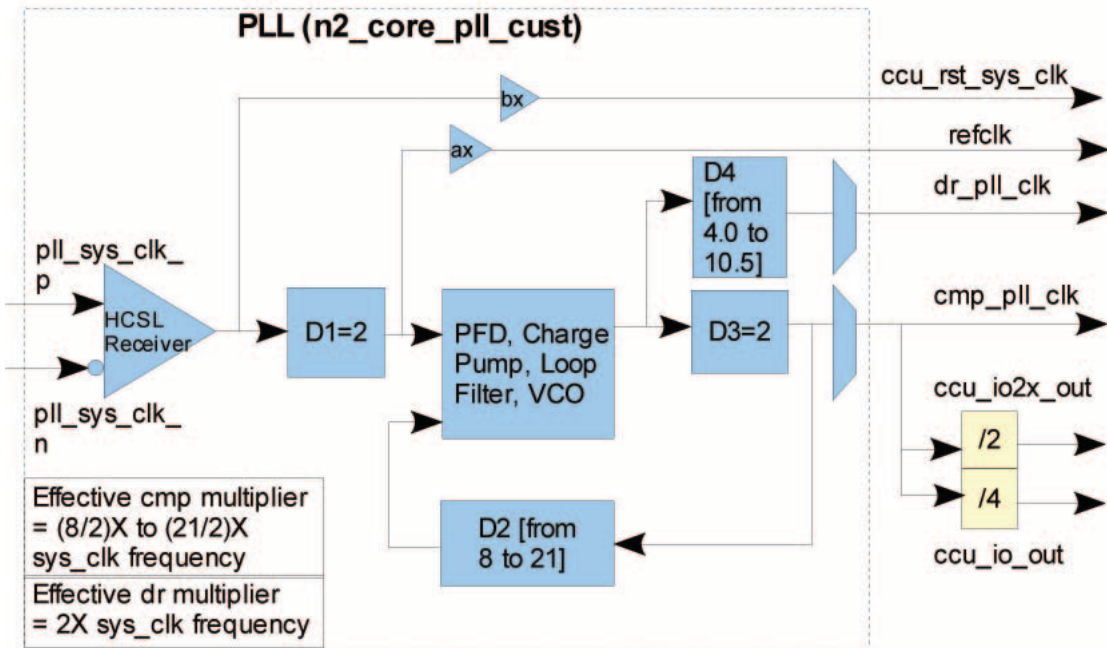 PLL (n2_core_pll_cust)
ccu_rst_sys_clk
bx
refclk
ax
D4
[from
4.0 to
10.5]
dr_pll_clk
pll_sys_clk_
p
HCSL
Receiver
D1=2
PFD, Charge
Pump, Loop
Filter, VCO
D3=2
cmp_pll_clk
pll_sys_clk_
n
ccu_io2x_out
/2
/4
ccu_io_out
D2 [from
8 to 21]
Effective cmp multiplier
= (8/2)X to (21/2)X
sys_clk frequency
Effective dr multiplier
= 2X sys_clk frequency